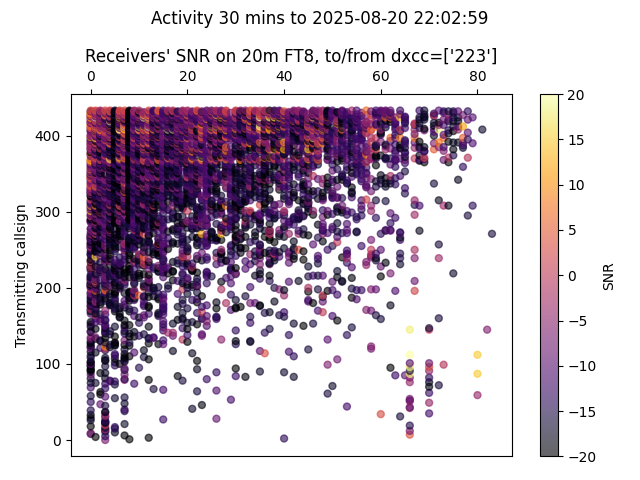 Activity 30 mins to 2025-08-20 22:02:59
Receivers' SNR on 20m FT8, to/from dxcc=['223']
0 20 40 60 80
400
300
200
100
0
Transmitting callsign
20
15
10
5
0
−5
−10
−15
−20
SNR